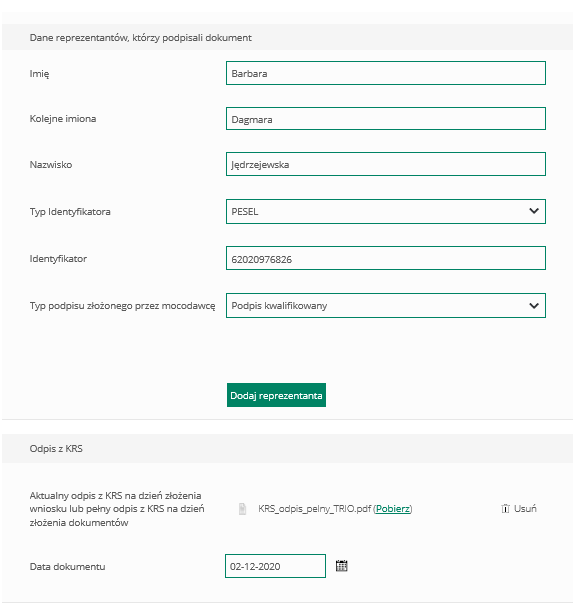 Dane reprezentantów, którzy podpisali dokument
Imię
Barbara
Kolejne imiona
Dagmara
Nazwisko
Jędrzejewska
Typ Identyfikatora
PESEL
Identyfikator
62020976826
Typ podpisu złożonego przez mocodawcę
Podpis kwalifikowany
Dodaj reprezentanta
Odpis z KRS
Aktualny odpis z KRS na dzień złożenia
wniosku lub pełny odpis z KRS na dzień
złożenia dokumentów
KRS_odpis_pelny_TRIO.pdf (Pobierz)
Usuń
Data dokumentu
02-12-2020